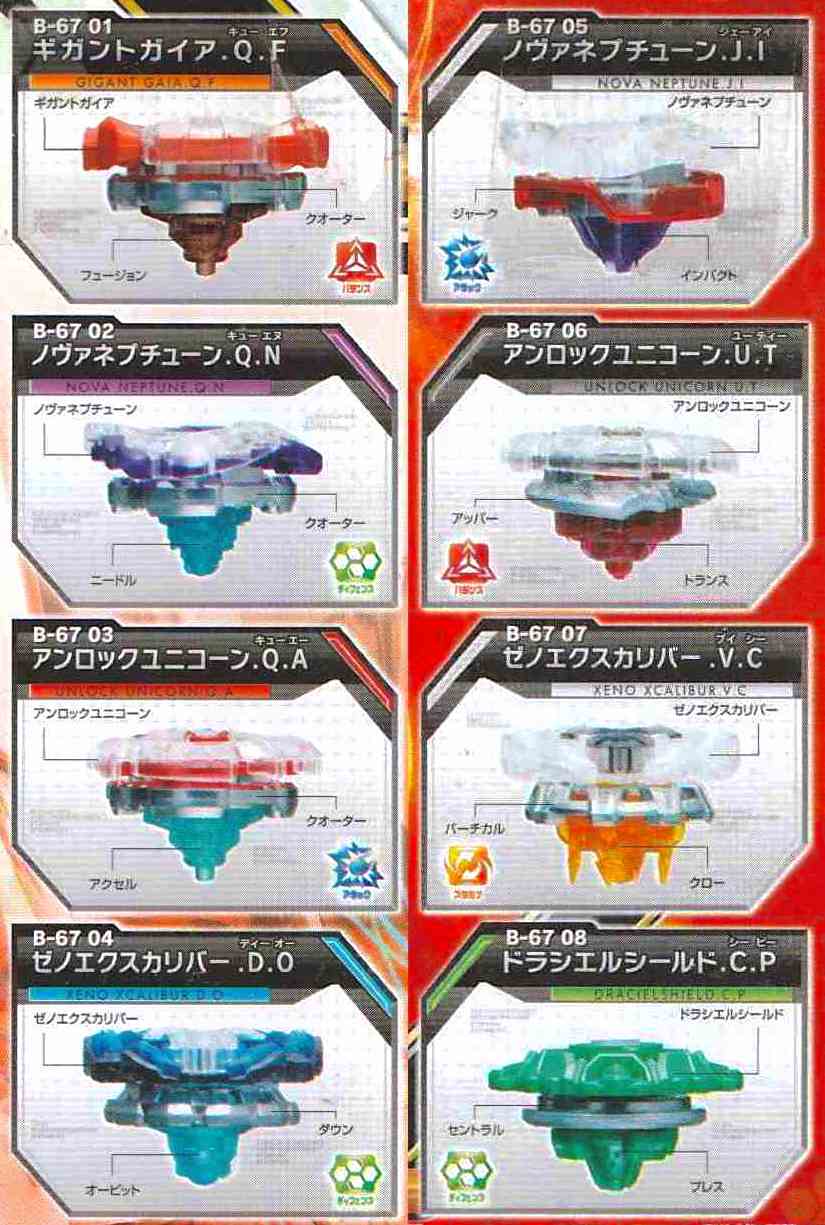 B-67 01
キュー エフ
ギガントガイア.Q.F
GIGANT GAIA.Q.F
ギガントガイア
クオーター
フュージョン
バランス
B-67 02
キュー エヌ
ノヴァネプチューン.Q.N
NOVA NEPTUNE.Q.N
ノヴァネプチューン
クオーター
ニードル
ディフェンス
B-67 03
キュー エー
アンロックユニコーン.Q.A
UNLOCK UNICORN.Q.A
アンロックユニコーン
クオーター
アクセル
アタック
B-67 04
ディー オー
ゼノエクスカリバー.D.O
XENO XCALIBUR.D.O
ゼノエクスカリバー
ダウン
オービット
ディフェンス
B-67 05
ジェー アイ
ノヴァネプチューン.J.I
NOVA NEPTUNE.J.I
ノヴァネプチューン
ジャーク
インパクト
アタック
B-67 06
ユー ティー
アンロックユニコーン.U.T
UNLOCK UNICORN.U.T
アンロックユニコーン
アッパー
トランス
バランス
B-67 07
ブイ シー
ゼノエクスカリバー.V.C
XENO XCALIBUR.V.C
ゼノエクスカリバー
バーチカル
クロー
スタミナ
B-67 08
シー ピー
ドラシエルシールド.C.P
DRACIELSHIELD.C.P
ドラシエルシールド
セントラル
プレス
ディフェンス